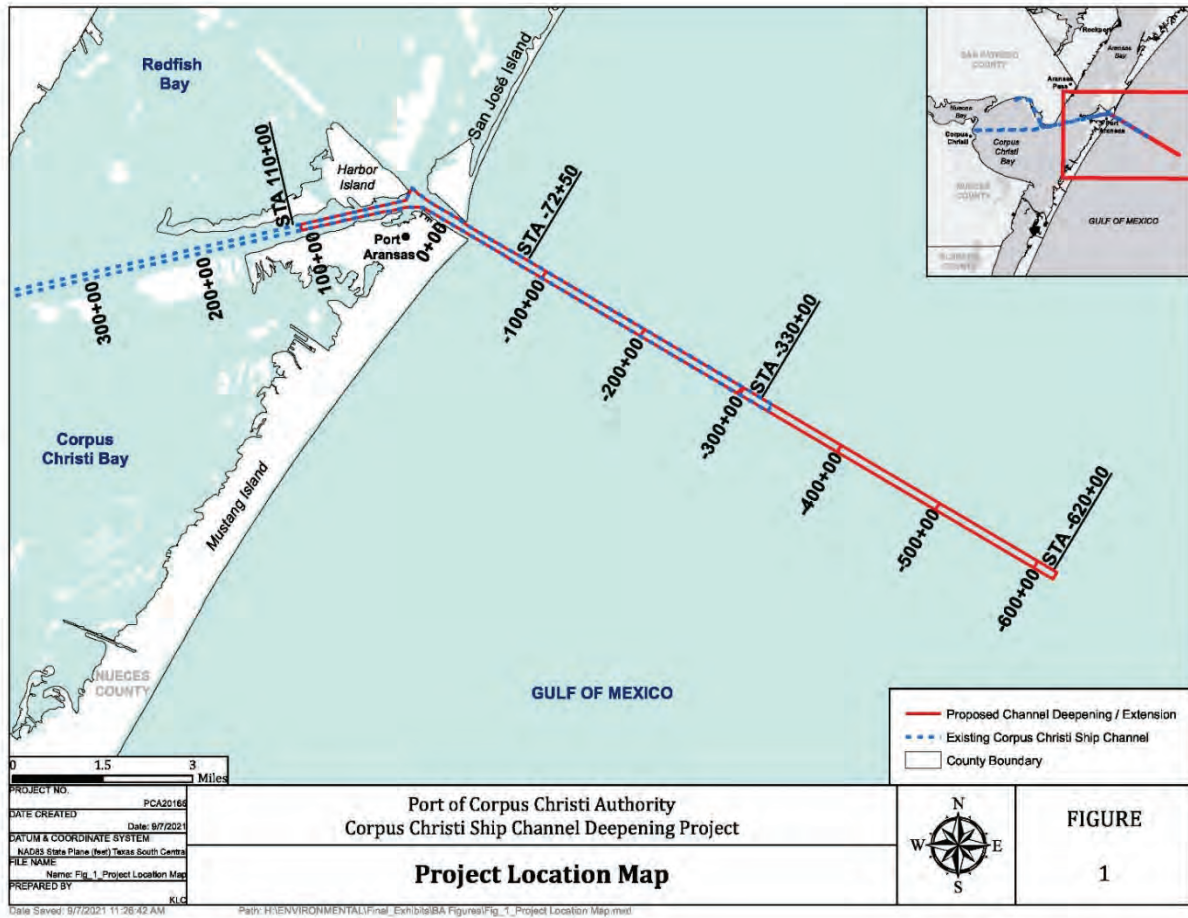 Redfish
Bay
San José Island
Harbor
Island
STA 110+00
Port
Aransas
0+00
100+00
200+00
300+00
STA -72+50
-100+00
-200+00
STA -330+00
-300+00
-400+00
-500+00
STA -620+00
-600+00
Corpus
Christi Bay
Mustang Island
NUECES
COUNTY
GULF OF MEXICO
Rockport
Aransas
Bay
SAN PATRICIO
COUNTY
Aransas
Pass
Nueces
Bay
Port
Aransas
Corpus
Christi
Corpus
Christi
Bay
NUECES
COUNTY
GULF OF MEXICO
COUNTY
Proposed Channel Deepening / Extension
Existing Corpus Christi Ship Channel
County Boundary
0 1.5 3
Miles
PROJECT NO.
PCA20166
DATE CREATED
Date: 9/7/2021
DATUM & COORDINATE SYSTEM
NAD83 State Plane (feet) Texas South Central
FILE NAME
Name: Fig_1_Project Location Map
PREPARED BY
KLC
Port of Corpus Christi Authority
Corpus Christi Ship Channel Deepening Project
Project Location Map
N
W E
S
FIGURE
1
Date Saved: 9/7/2021 11:26:42 AM Path: H:\ENVIRONMENTAL\Final_Exhibits\BA Figures\Fig_1_Project Location Map.mxd